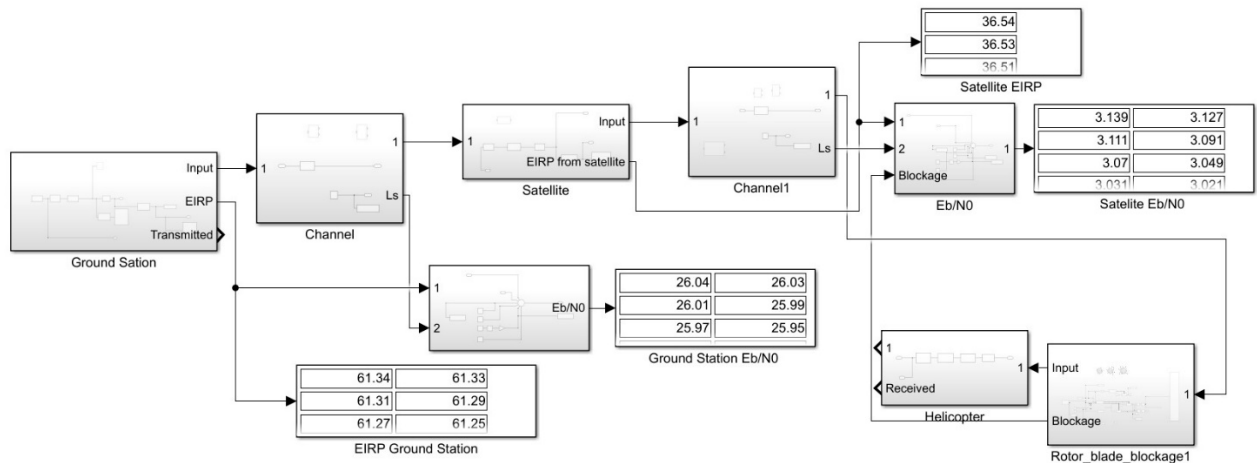 36.54
36.53
36.51
Satellite EIRP
Input
EIRP
Transmitted
Ground Sation
1
1
Ls
Channel
1
Input
EIRP from satellite
Satellite
1
1
Ls
Channel1
1
2
Blockage
1
Eb/N0
3.139 3.127
3.111 3.091
3.07 3.049
3.031 3.021
Satelite Eb/N0
1
2
Eb/N0
26.04 26.03
26.01 25.99
25.97 25.95
Ground Station Eb/N0
61.34 61.33
61.31 61.29
61.27 61.25
EIRP Ground Station
1
Received
1
Helicopter
Input
Blockage
1
Rotor_blade_blockage1